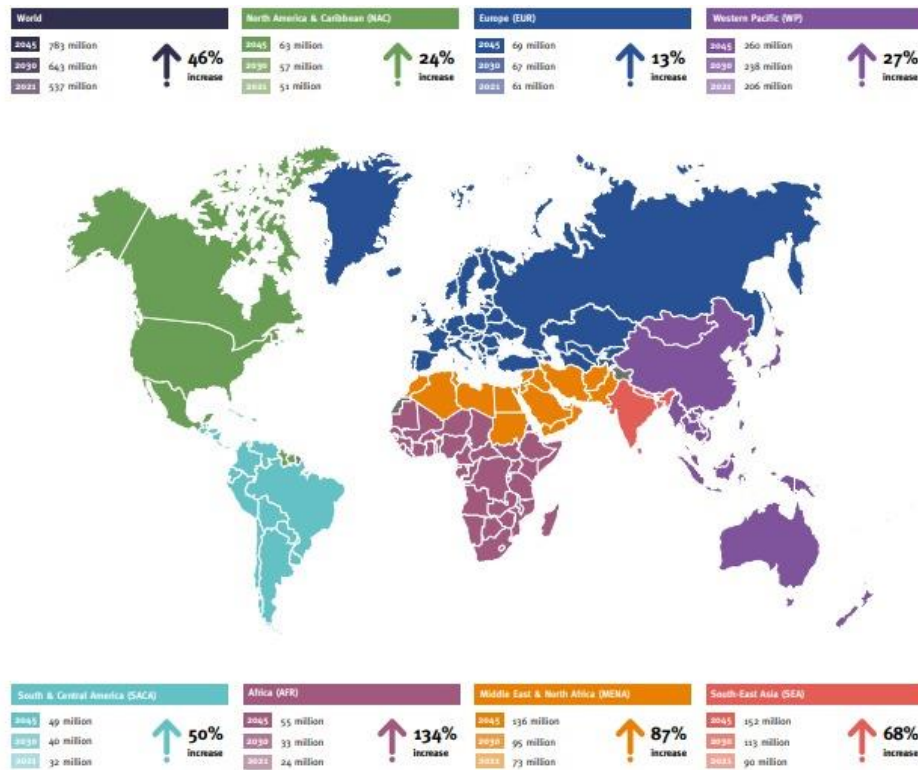 World
2045 783 million
2030 643 million
2021 537 million
46%
increase
North America & Caribbean (NAC)
2045 63 million
2030 57 million
2021 51 million
24%
increase
Europe (EUR)
2045 69 million
2030 67 million
2021 61 million
13%
increase
Western Pacific (WP)
2045 260 million
2030 238 million
2021 206 million
27%
increase
South & Central America (SACA)
2045 49 million
2030 40 million
2021 32 million
50%
increase
Africa (AFR)
2045 55 million
2030 33 million
2021 24 million
134%
increase
Middle East & North Africa (MENA)
2045 136 million
2030 95 million
2021 73 million
87%
increase
South-East Asia (SEA)
2045 152 million
2030 113 million
2021 90 million
68%
increase